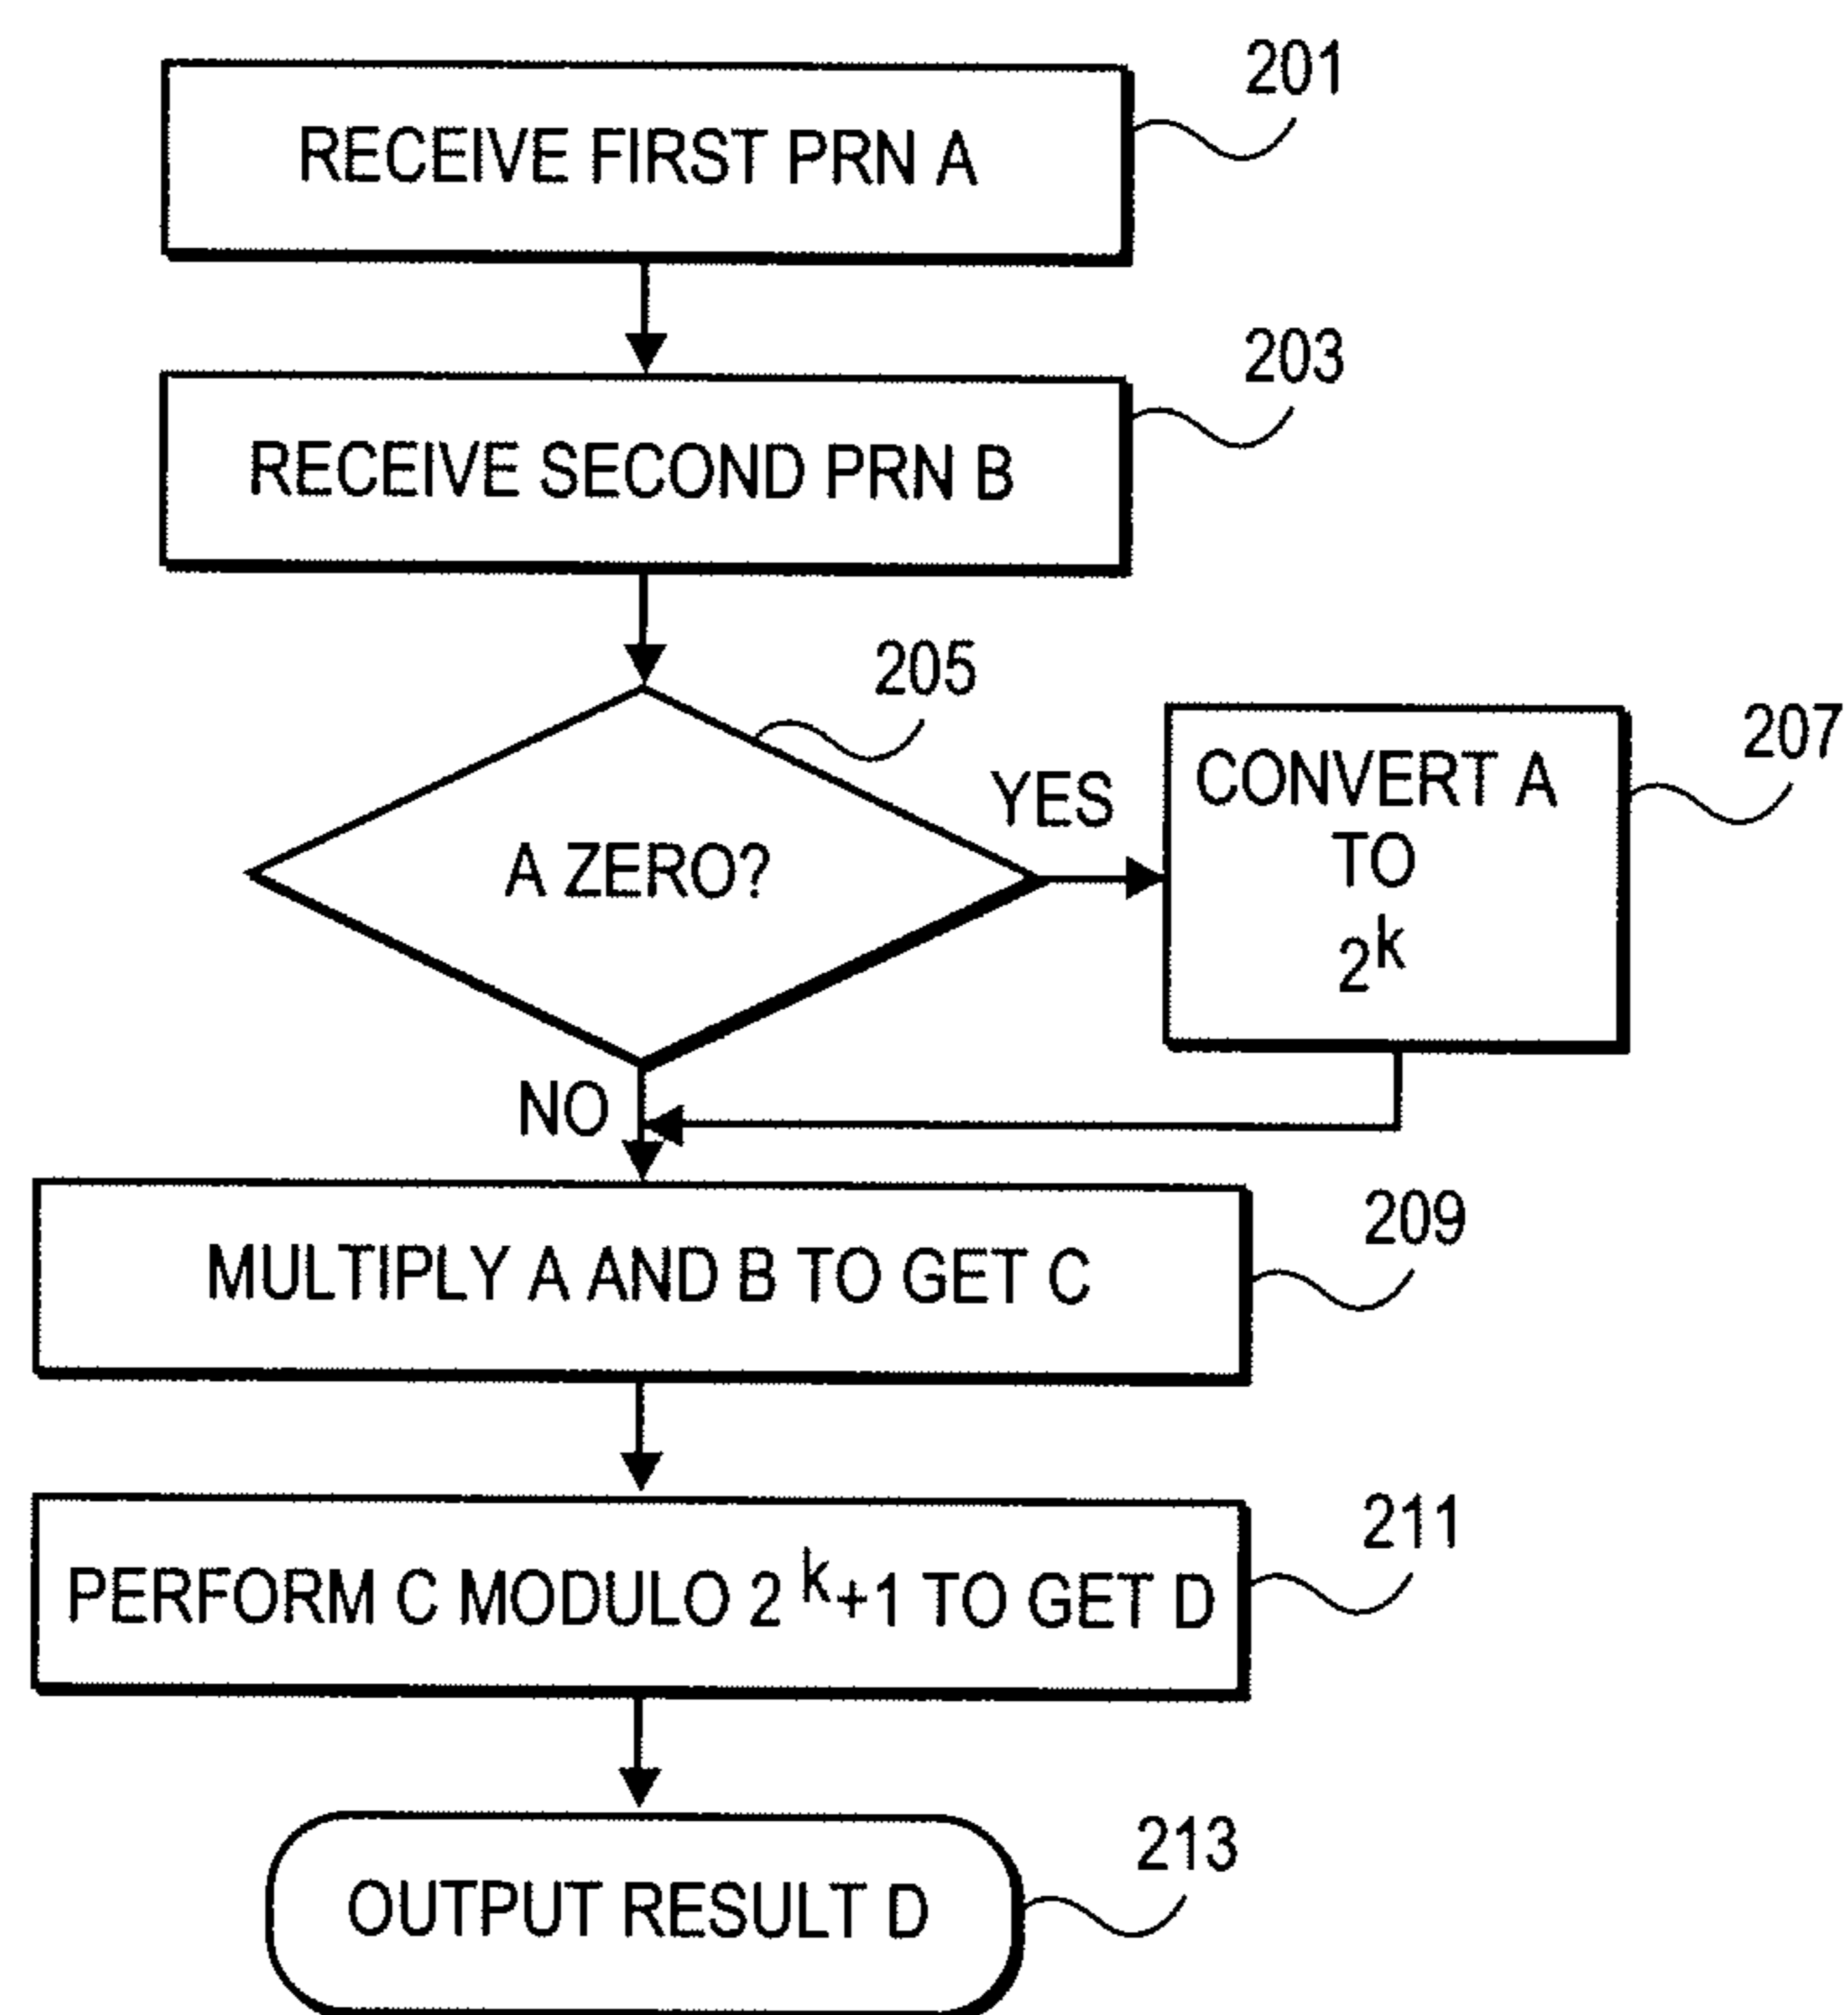 201
RECEIVE FIRST PRN A
203
RECEIVE SECOND PRN B
205
A ZERO?
YES
207
CONVERT A
TO
2^k
NO
209
MULTIPLY A AND B TO GET C
211
PERFORM C MODULO 2^k+1 TO GET D
213
OUTPUT RESULT D